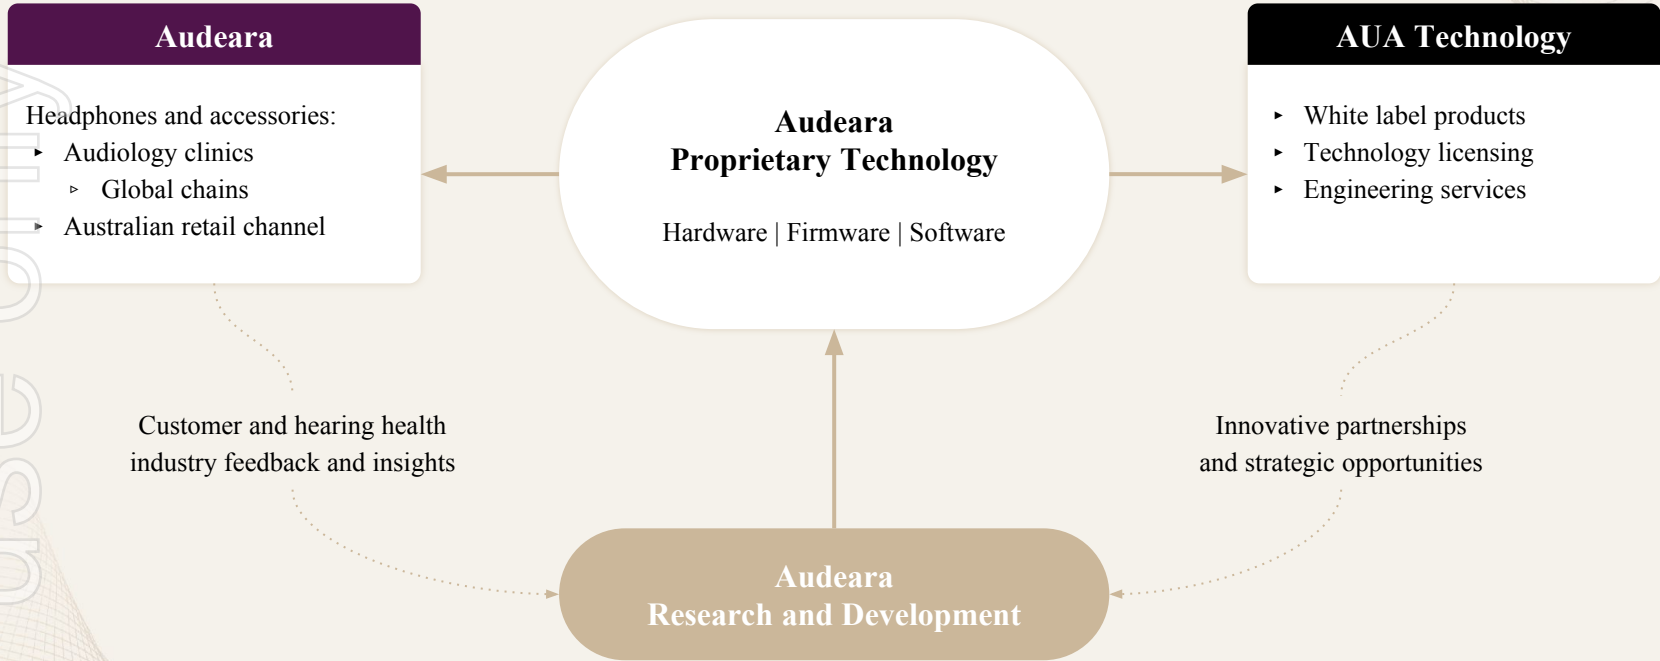 Audeara
Headphones and accessories:
▸ Audiology clinics
▹ Global chains
▸ Australian retail channel
Audeara
Proprietary Technology
Hardware | Firmware | Software
AUA Technology
▸ White label products
▸ Technology licensing
▸ Engineering services
Customer and hearing health
industry feedback and insights
Innovative partnerships
and strategic opportunities
Audeara
Research and Development
use only